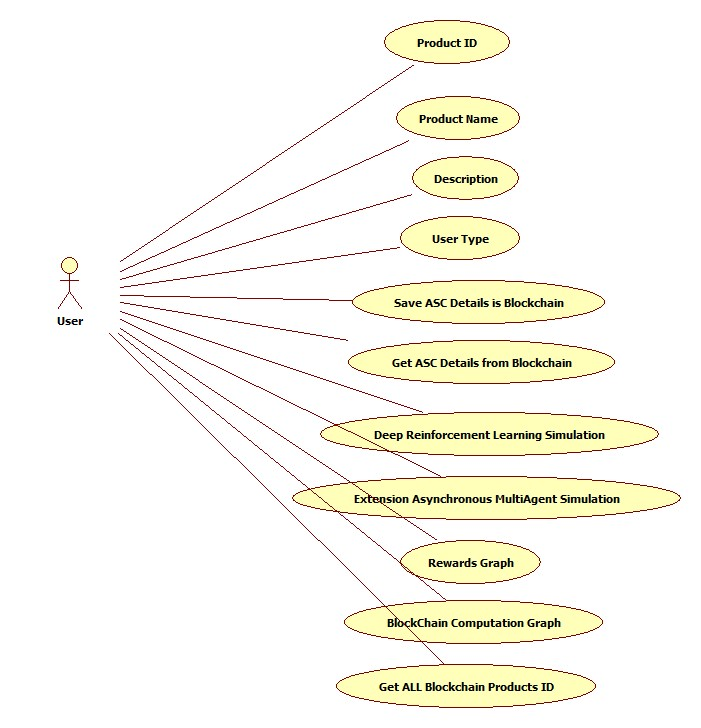 Product ID
Product Name
Description
User Type
User
Save ASC Details is Blockchain
Get ASC Details from Blockchain
Deep Reinforcement Learning Simulation
Extension Asynchronous MultiAgent Simulation
Rewards Graph
BlockChain Computation Graph
Get ALL Blockchain Products ID